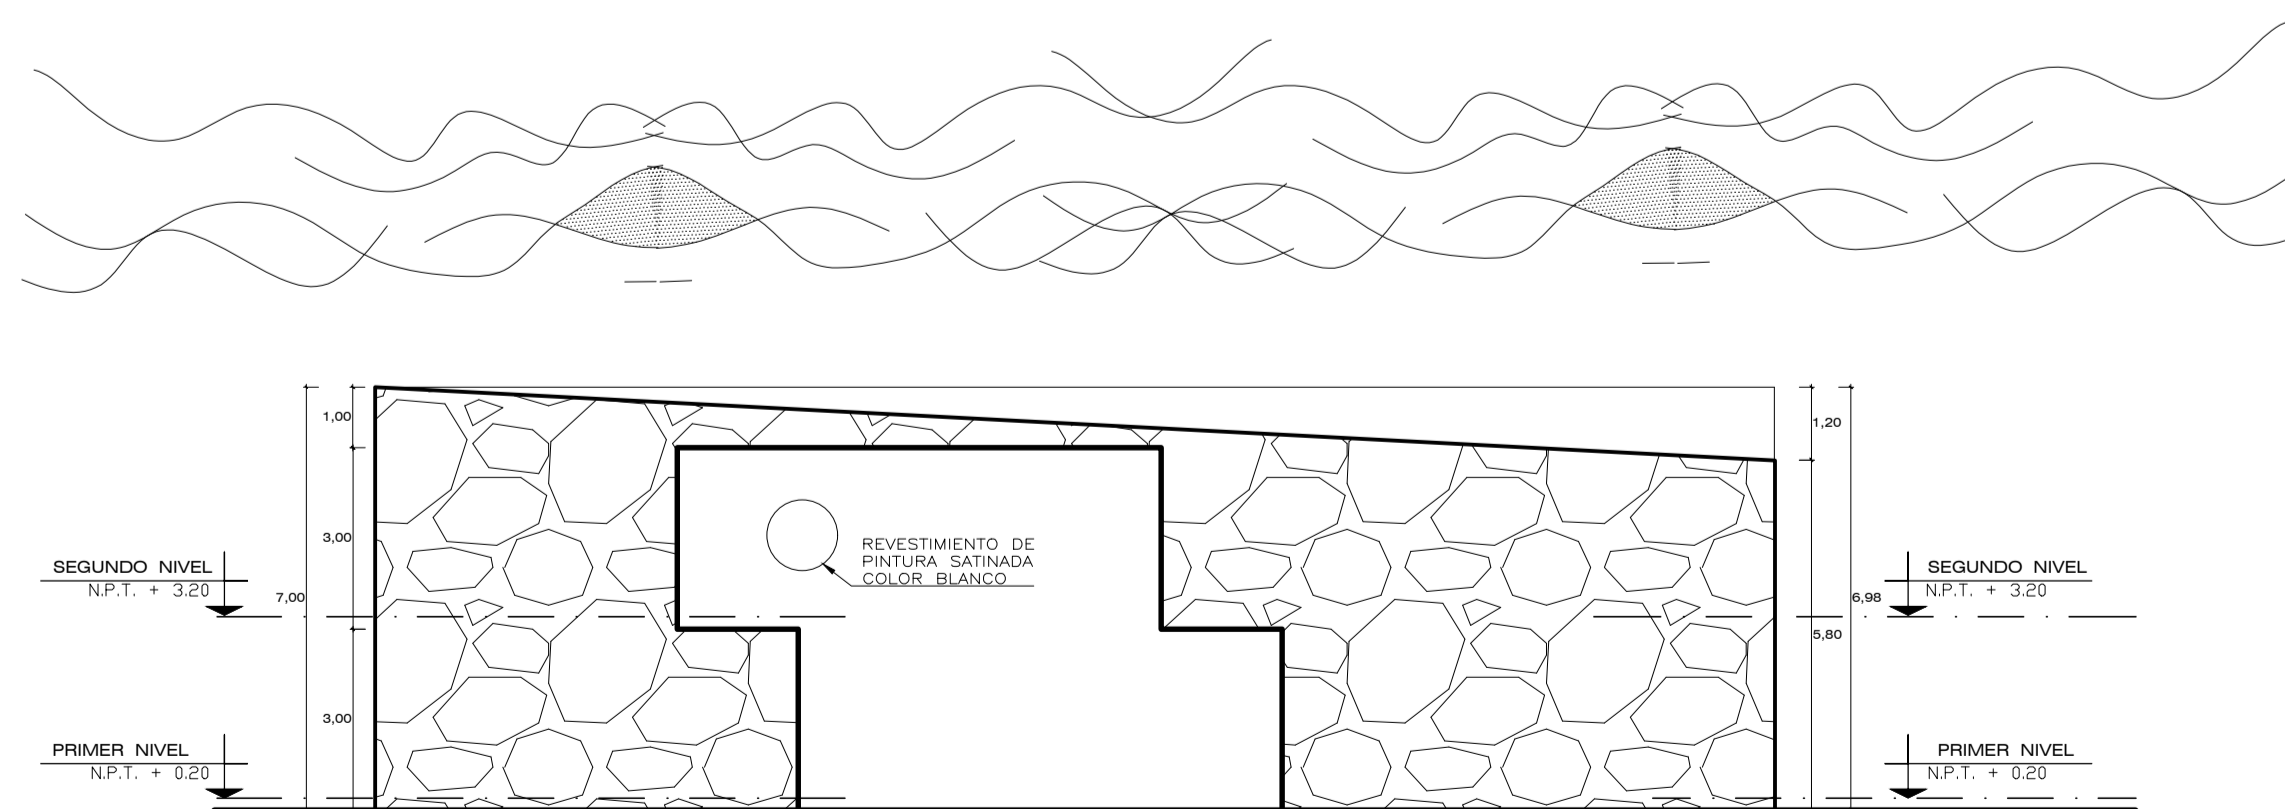 1,00
1,20
3,00
REVESTIMIENTO DE
PINTURA SATINADA
COLOR BLANCO
SEGUNDO NIVEL
N.P.T. + 3.20
7,00
SEGUNDO NIVEL
N.P.T. + 3.20
6,98
5,80
3,00
PRIMER NIVEL
N.P.T. + 0.20
PRIMER NIVEL
N.P.T. + 0.20